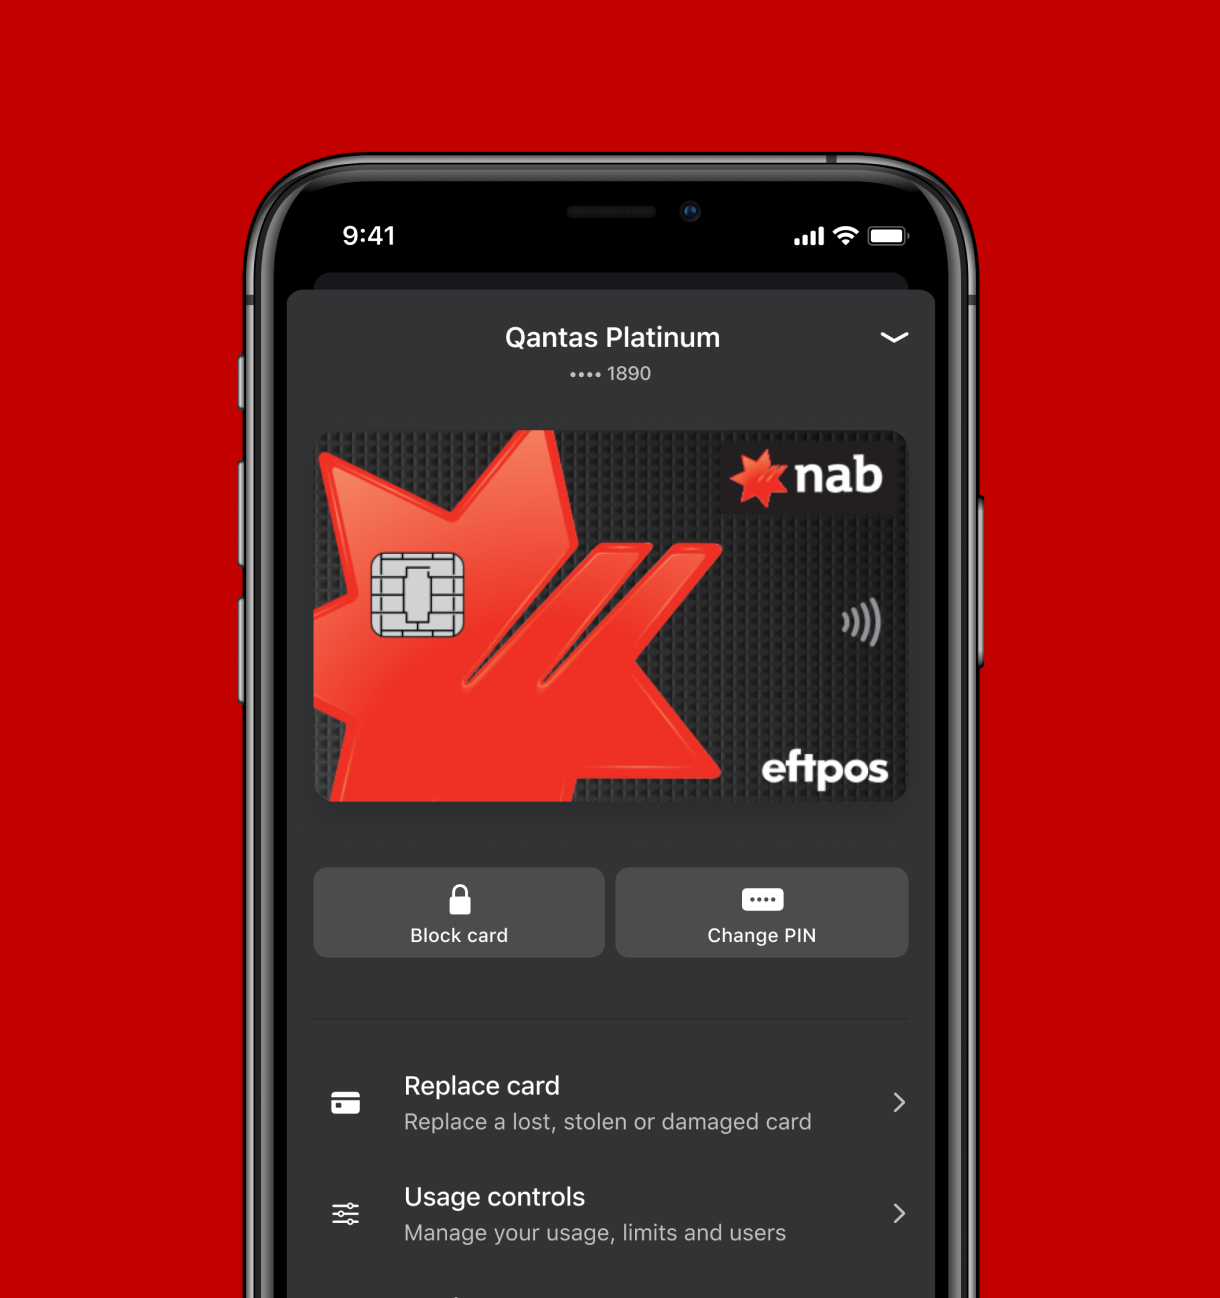 9:41
Qantas Platinum
•••• 1890
nab
eftpos
Block card
Change PIN
Replace card
Replace a lost, stolen or damaged card
Usage controls
Manage your usage, limits and users